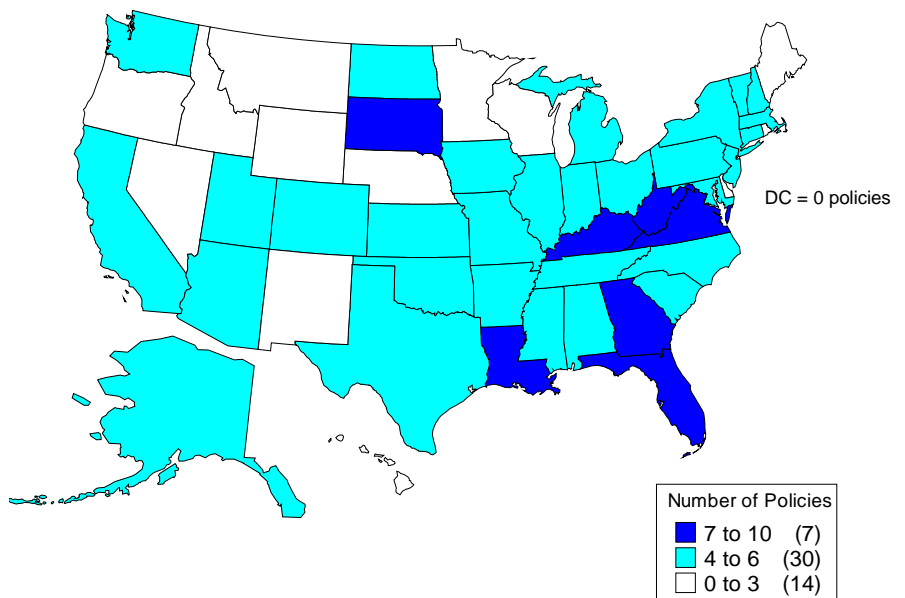 DC = 0 policies
Number of Policies
7 to 10 (7)
4 to 6 (30)
0 to 3 (14)